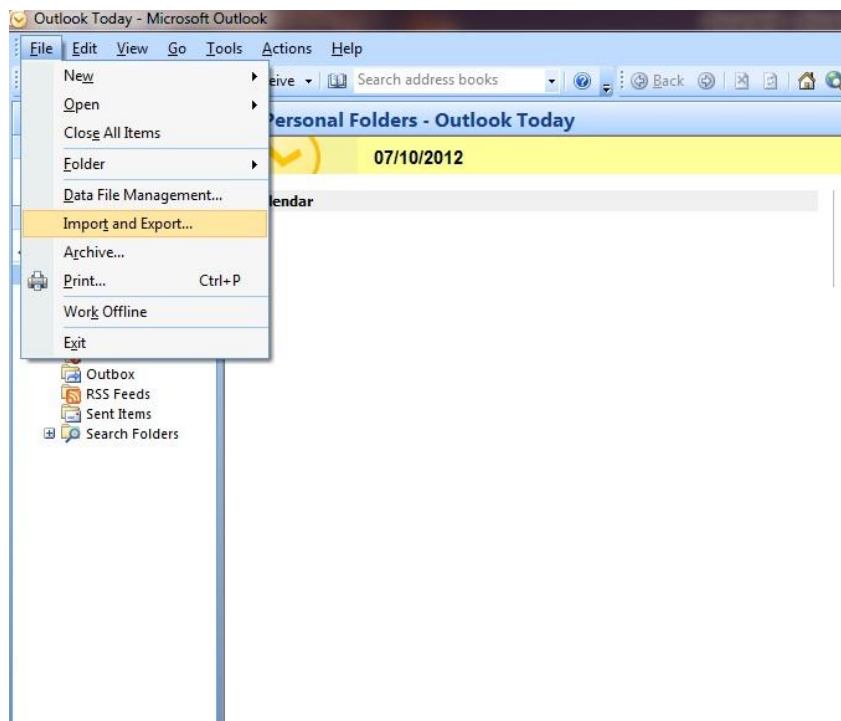 Outlook Today - Microsoft Outlook
File Edit View Go Tools Actions Help
New
eive Search address books Back
Open
Personal Folders - Outlook Today
Close All Items
07/10/2012
Folder
Data File Management...
lendar
Import and Export...
Archive...
Print... Ctrl+P
Work Offline
Exit
Outbox
RSS Feeds
Sent Items
Search Folders